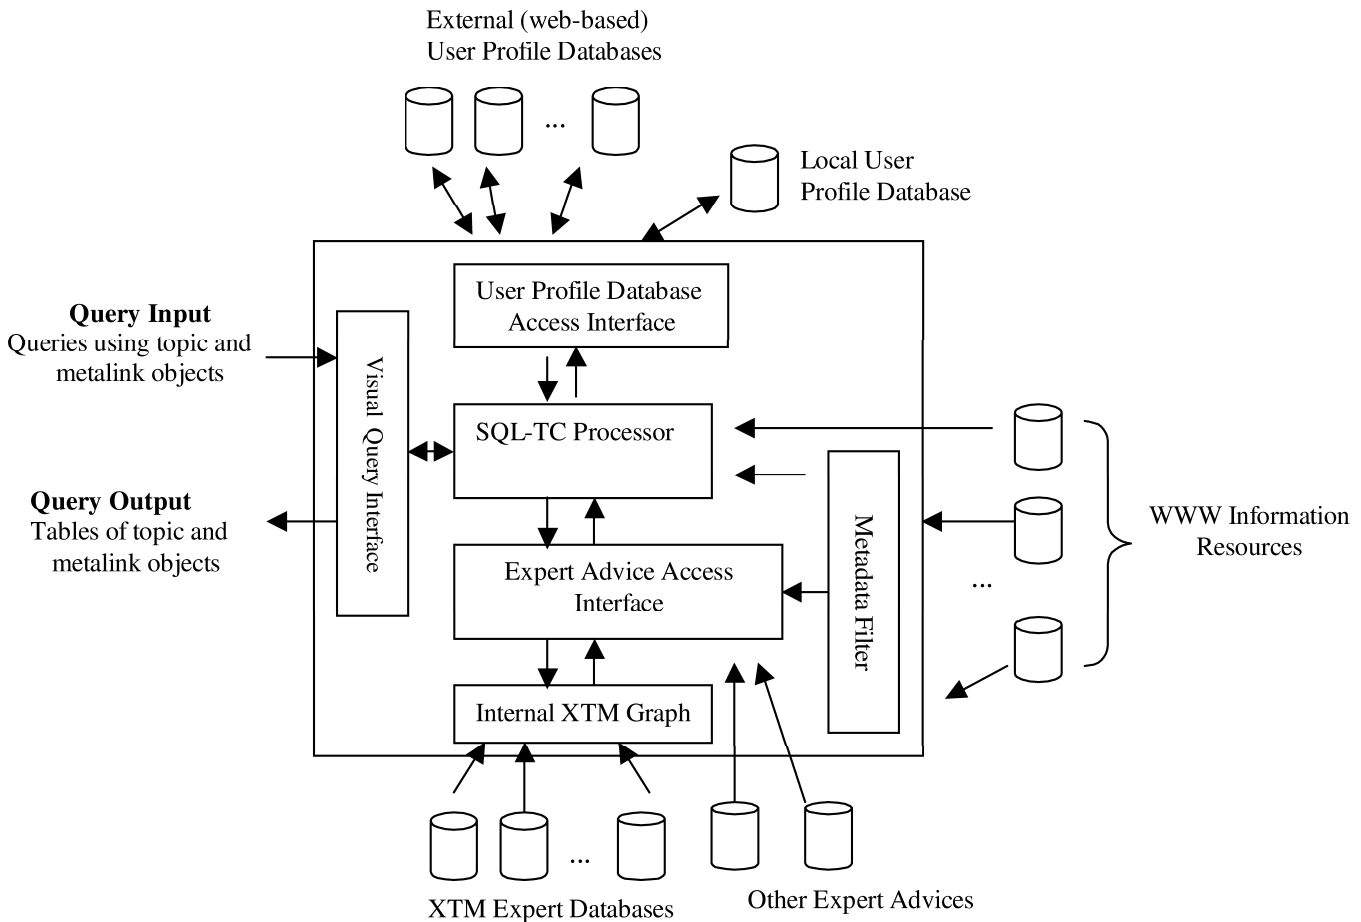 External (web-based)
User Profile Databases
...
Local User
Profile Database
User Profile Database
Access Interface
Query Input
Queries using topic and
metalink objects
Visual Query Interface
SQL-TC Processor
Query Output
Tables of topic and
metalink objects
Metadata Filter
WWW Information
Resources
...
Expert Advice Access
Interface
Internal XTM Graph
...
XTM Expert Databases
Other Expert Advices